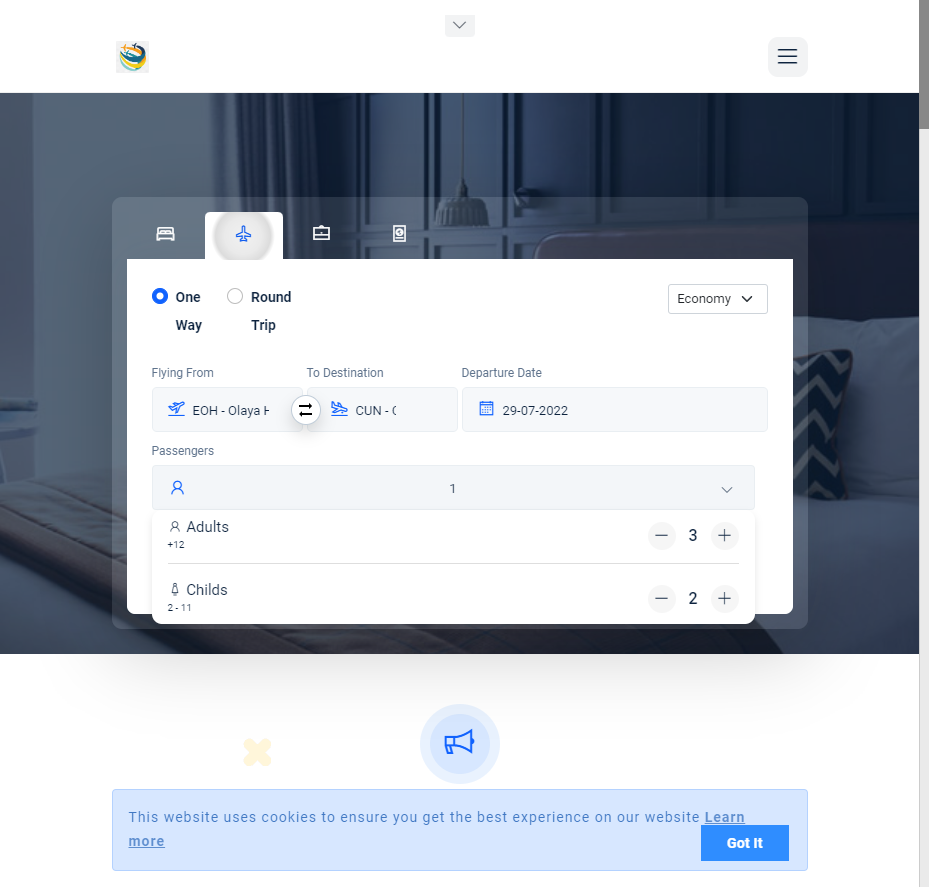 One Way
Round Trip
Economy
Flying From
To Destination
Departure Date
EOH - Olaya H
CUN - C
29-07-2022
Passengers
1
Adults
+12
3
Childs
2 - 11
2
This website uses cookies to ensure you get the best experience on our website Learn
more
Got It